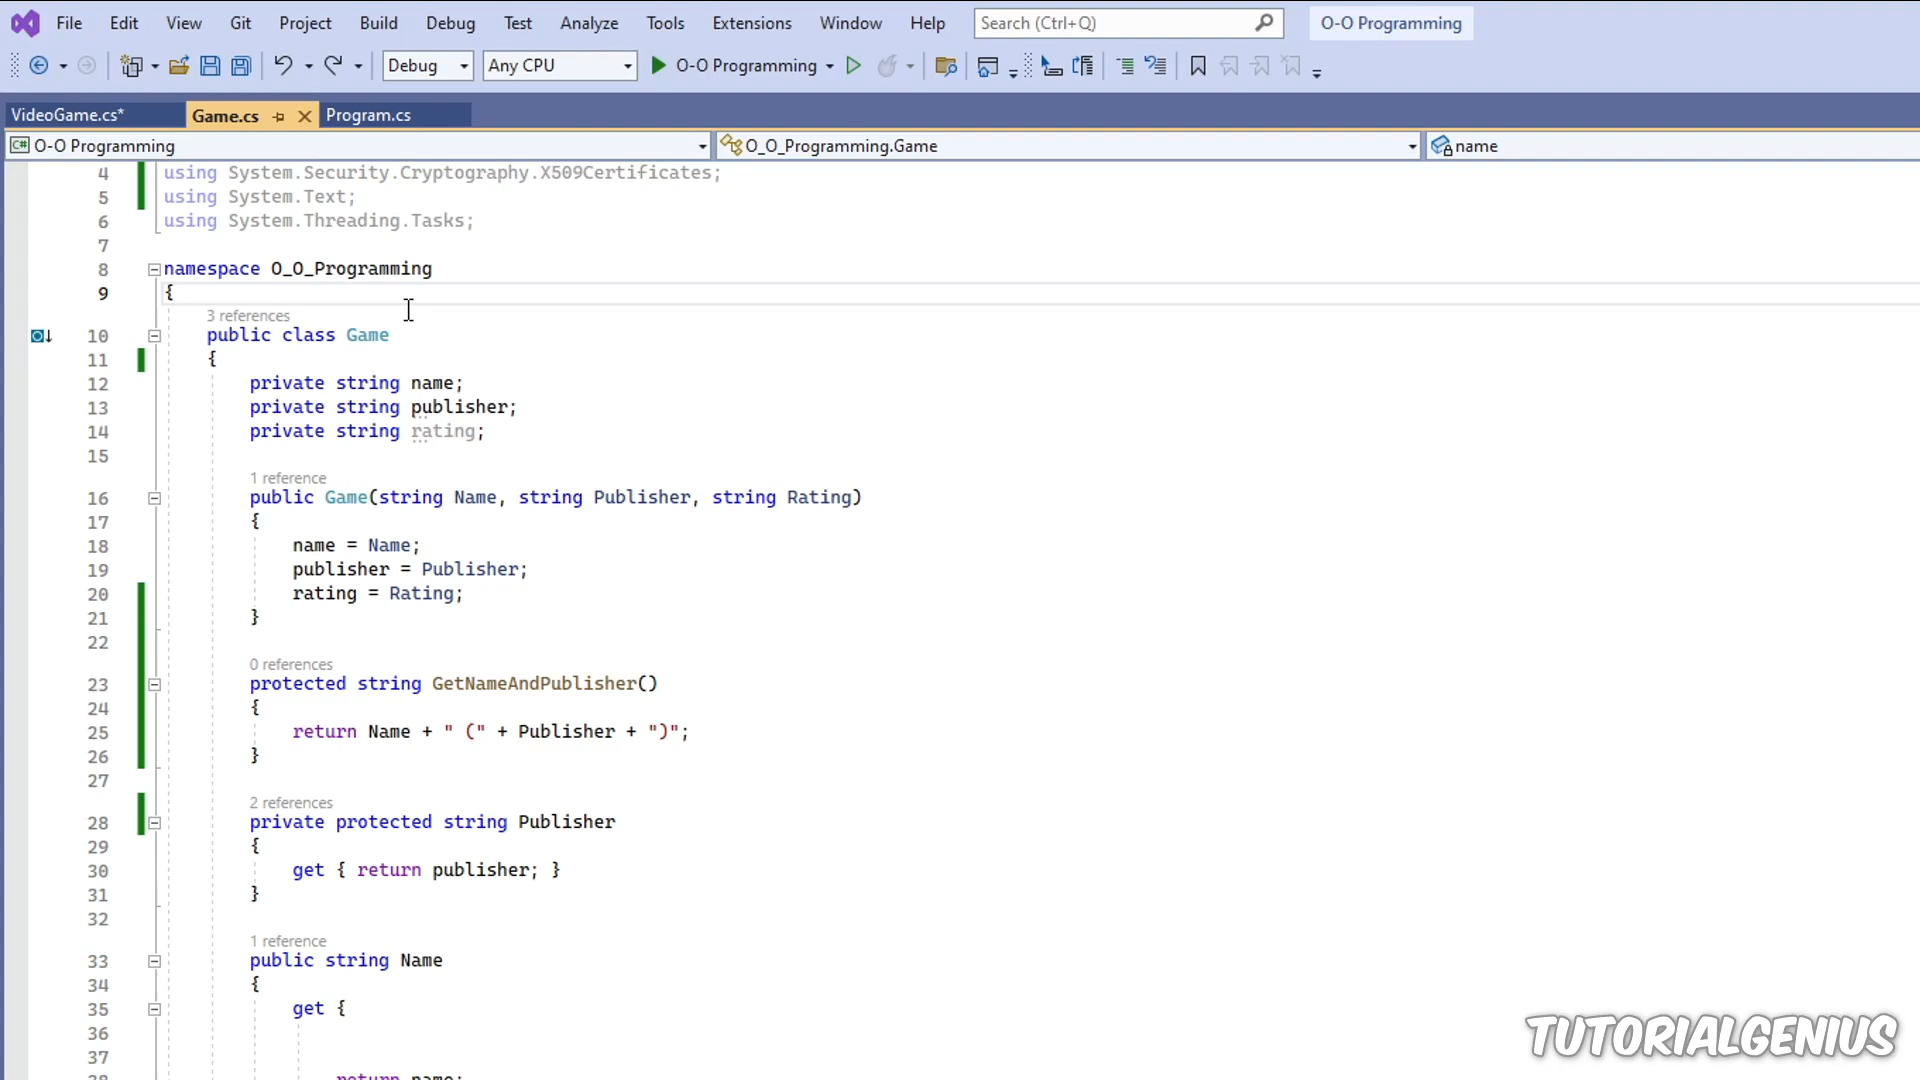 File Edit View Git Project Build Debug Test Analyze Tools Extensions Window Help Search (Ctrl+Q) O-O Programming
Debug Any CPU O-O Programming
VideoGame.cs* Game.cs Program.cs
C# O-O Programming O_O_Programming.Game name
4 using System.Security.Cryptography.X509Certificates;
5 using System.Text;
6 using System.Threading.Tasks;
7
8 namespace O_O_Programming
9 {
3 references
10 public class Game
11 {
12 private string name;
13 private string publisher;
14 private string rating;
15
1 reference
16 public Game(string Name, string Publisher, string Rating)
17 {
18 name = Name;
19 publisher = Publisher;
20 rating = Rating;
21 }
22
0 references
23 protected string GetNameAndPublisher()
24 {
25 return Name + " (" + Publisher + ")";
26 }
27
2 references
28 private protected string Publisher
29 {
30 get { return publisher; }
31 }
32
1 reference
33 public string Name
34 {
35 get {
36
37
38 return name;
TUTORIALGENIUS